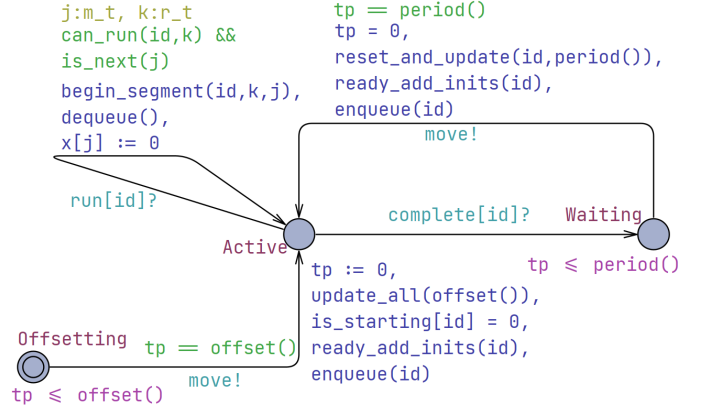 j:m_t, k:r_t
can_run(id,k) &&
is_next(j)
begin_segment(id,k,j),
dequeue(),
x[j] := 0
run[id]?
tp == period()
tp = 0,
reset_and_update(id,period()),
ready_add_inits(id),
enqueue(id)
move!
complete[id]?
Waiting
Active
tp <= period()
tp := 0,
update_all(offset()),
is_starting[id] = 0,
ready_add_inits(id),
enqueue(id)
Offsetting
tp == offset()
move!
tp <= offset()